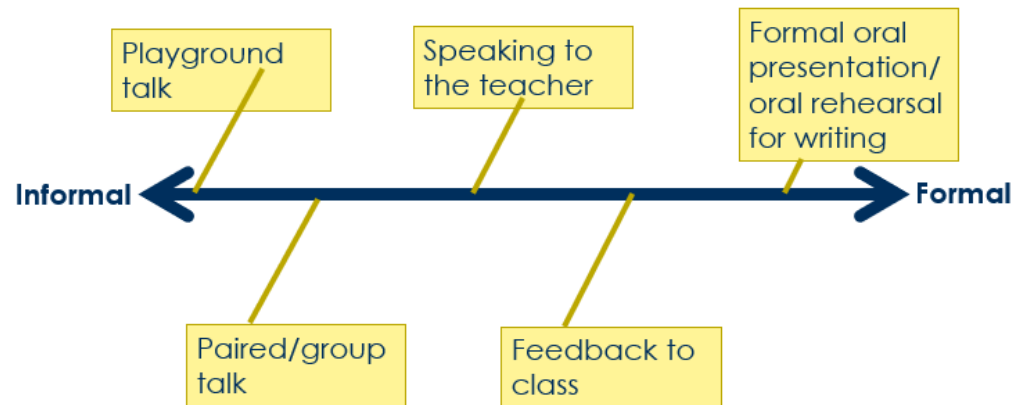 Playground
talk
Speaking to
the teacher
Formal oral
presentation/
oral rehearsal
for writing
Informal
Formal
Paired/group
talk
Feedback to
class